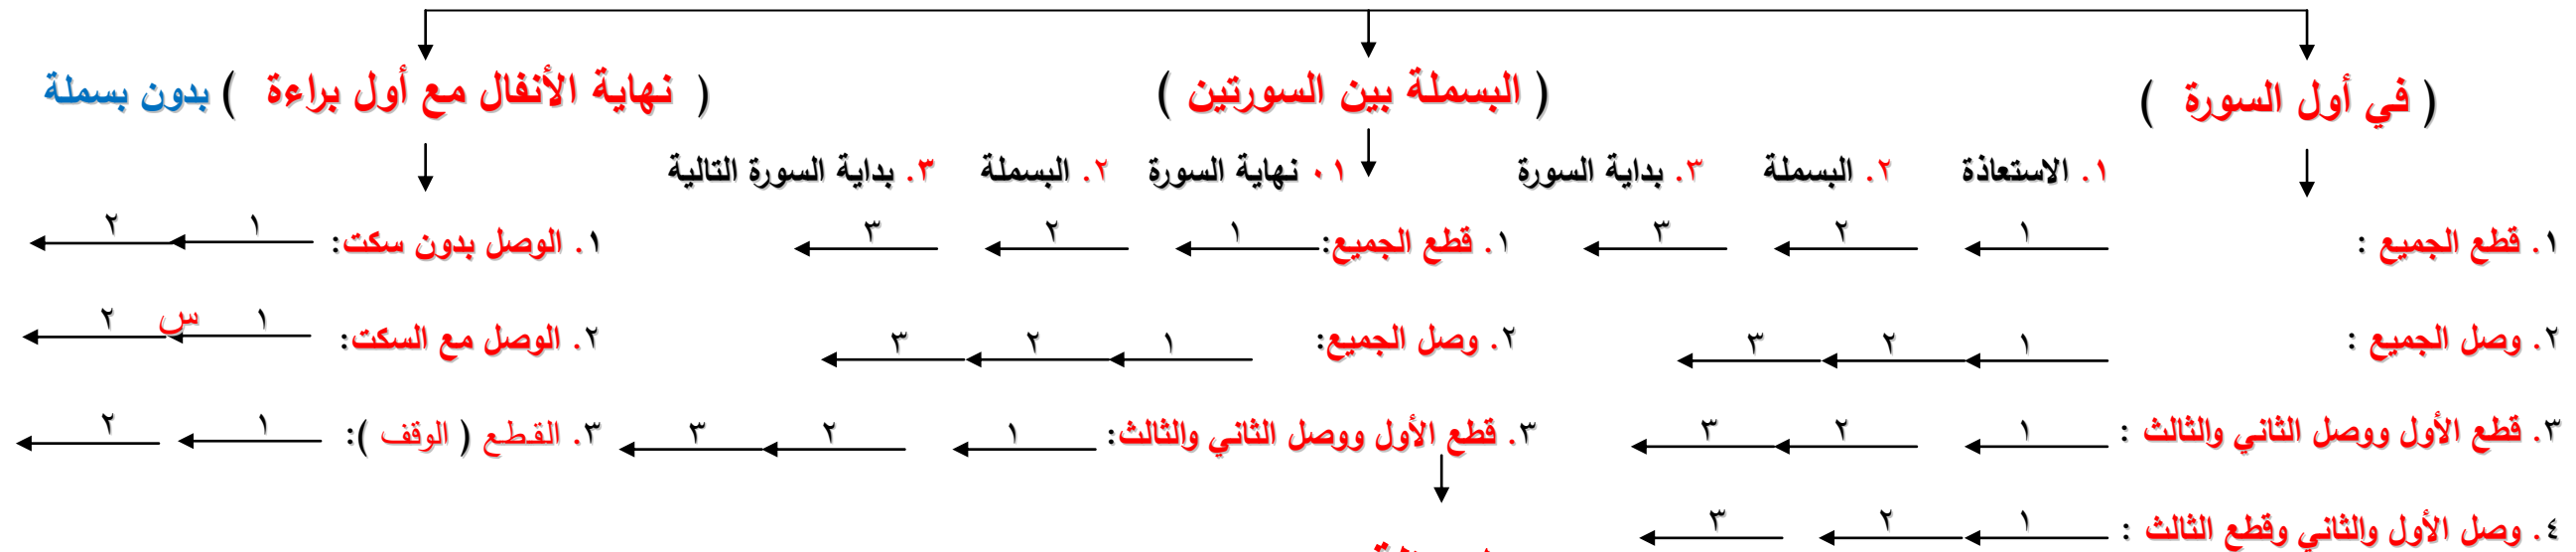 ( في أول السورة )
١. الاستعاذة ٢. البسملة ٣. بداية السورة
١. قطع الجميع : ١ ٢ ٣
٢. وصل الجميع : ١ ٢ ٣
٣. قطع الأول ووصل الثاني والثالث : ١ ٢ ٣
٤. وصل الأول والثاني وقطع الثالث : ١ ٢ ٣
( البسملة بين السورتين )
٠١ نهاية السورة ٢. البسملة ٣. بداية السورة التالية
١. قطع الجميع: ١ ٢ ٣
٢. وصل الجميع: ١ ٢ ٣
٣. قطع الأول ووصل الثاني والثالث: ١ ٢ ٣
( نهاية الأنفال مع أول براءة ) بدون بسملة
١. الوصل بدون سكت: ١ ٢
٢. الوصل مع السكت: ١ س ٢
٣. القطع ( الوقف ): ١ ٢